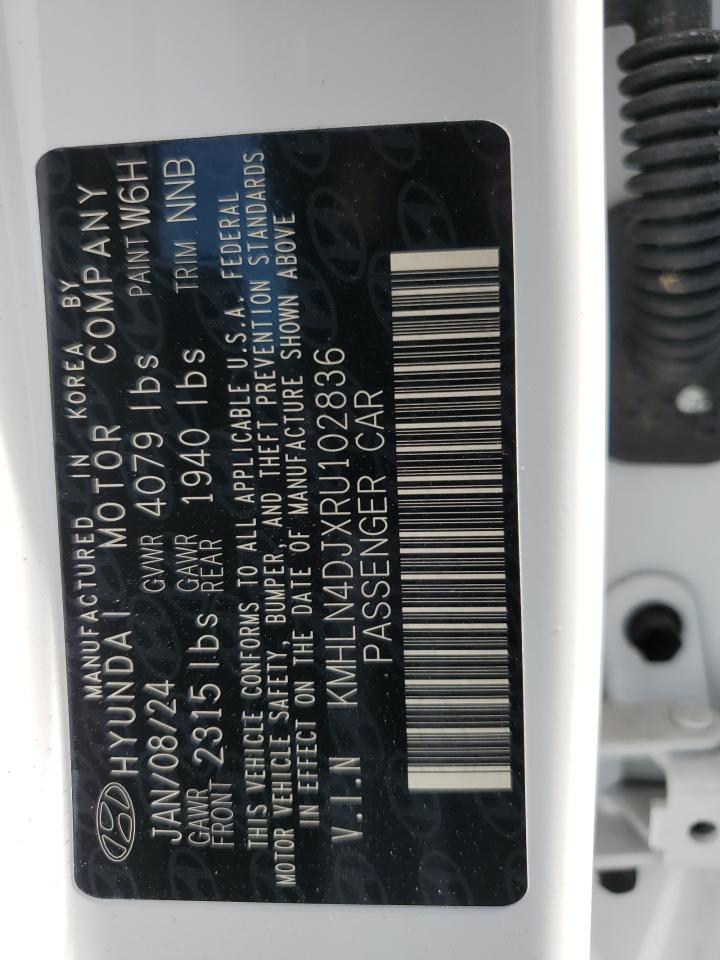 MANUFACTURED IN KOREA BY
HYUNDAI MOTOR COMPANY
JAN/08/24 GVWR 4079 lbs PAINT W6H
GAWR FRONT 2315 lbs GAWR REAR 1940 lbs TRIM NNB
THIS VEHICLE CONFORMS TO ALL APPLICABLE U.S.A. FEDERAL
MOTOR VEHICLE SAFETY, BUMPER, AND THEFT PREVENTION STANDARDS
IN EFFECT ON THE DATE OF MANUFACTURE SHOWN ABOVE
V.I.N KMHLN4DJXRU102836
PASSENGER CAR